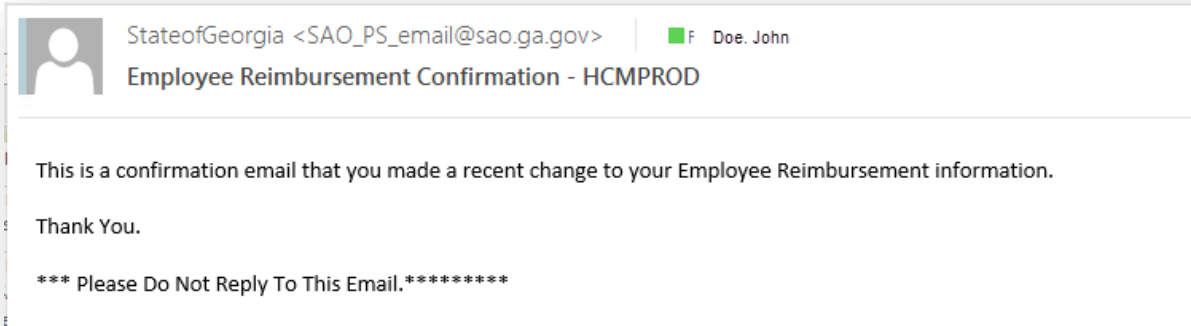 StateofGeorgia <SAO_PS_email@sao.ga.gov> F Doe. John
Employee Reimbursement Confirmation - HCMPROD
This is a confirmation email that you made a recent change to your Employee Reimbursement information.
Thank You.
*** Please Do Not Reply To This Email.*********